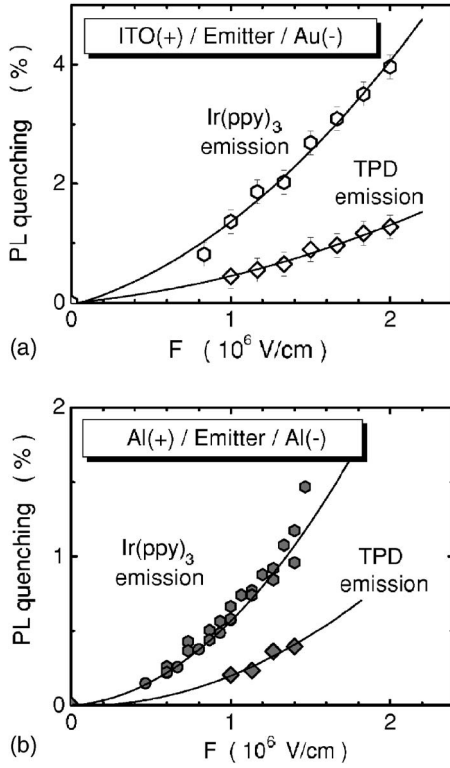 ITO(+) / Emitter / Au(-)
PL quenching (%)
4
2
0
Ir(ppy)3
emission
TPD
emission
0
1
2
(a)
F ( 10^6 V/cm )
Al(+) / Emitter / Al(-)
PL quenching (%)
2
1
0
Ir(ppy)3
emission
TPD
emission
0
1
2
(b)
F ( 10^6 V/cm )